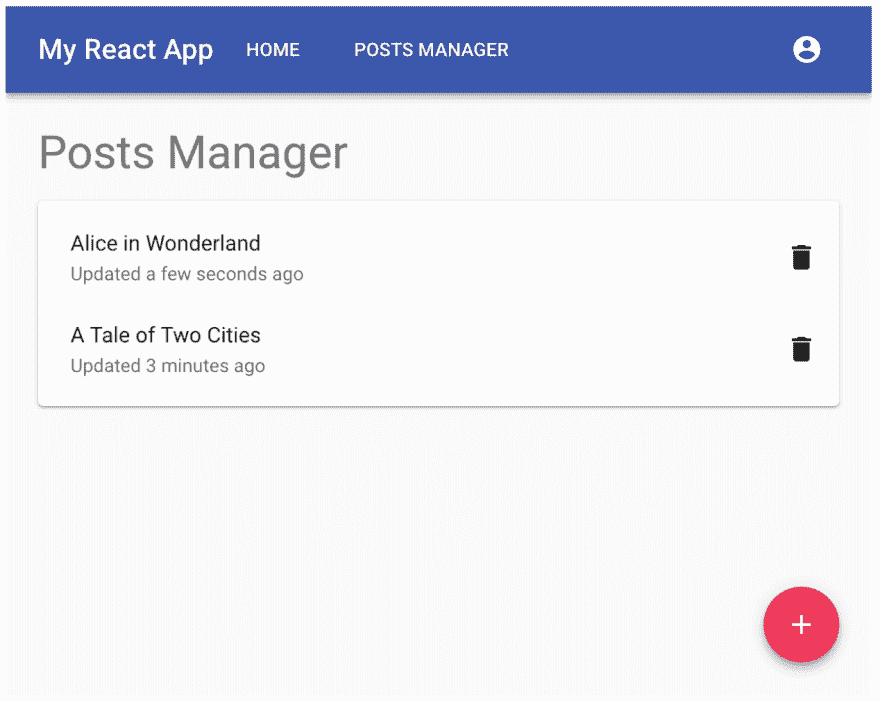 My React App HOME POSTS MANAGER
Posts Manager
Alice in Wonderland
Updated a few seconds ago
A Tale of Two Cities
Updated 3 minutes ago